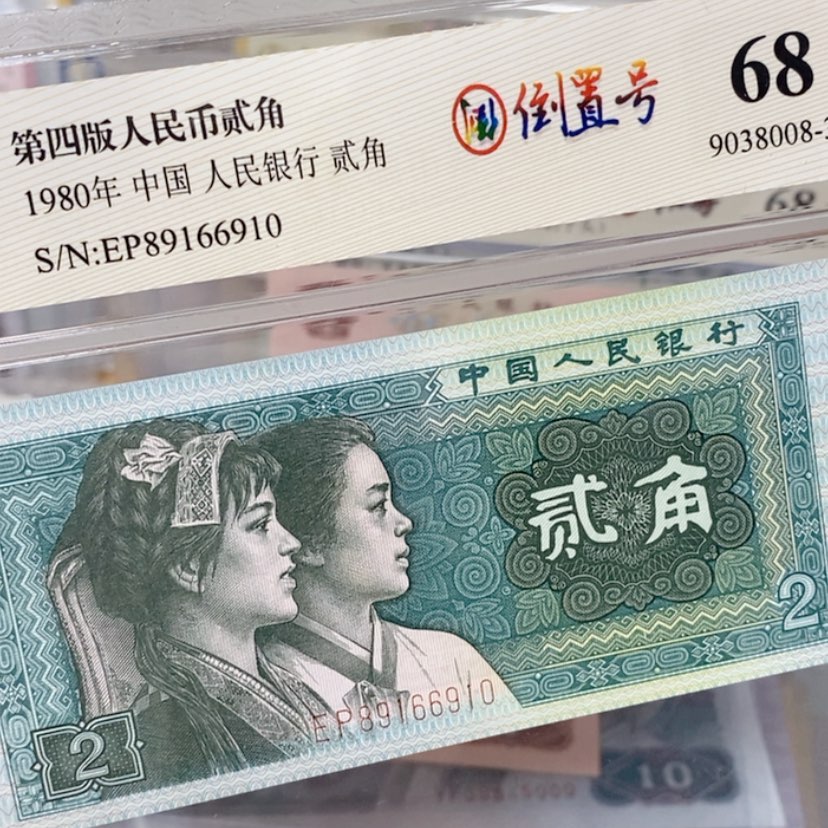 第四版人民币贰角
1980年 中国 人民银行 贰角
S/N:EP89166910
倒置号
68
9038008-
68
中国人民银行
贰角
2
EP89166910
2
10